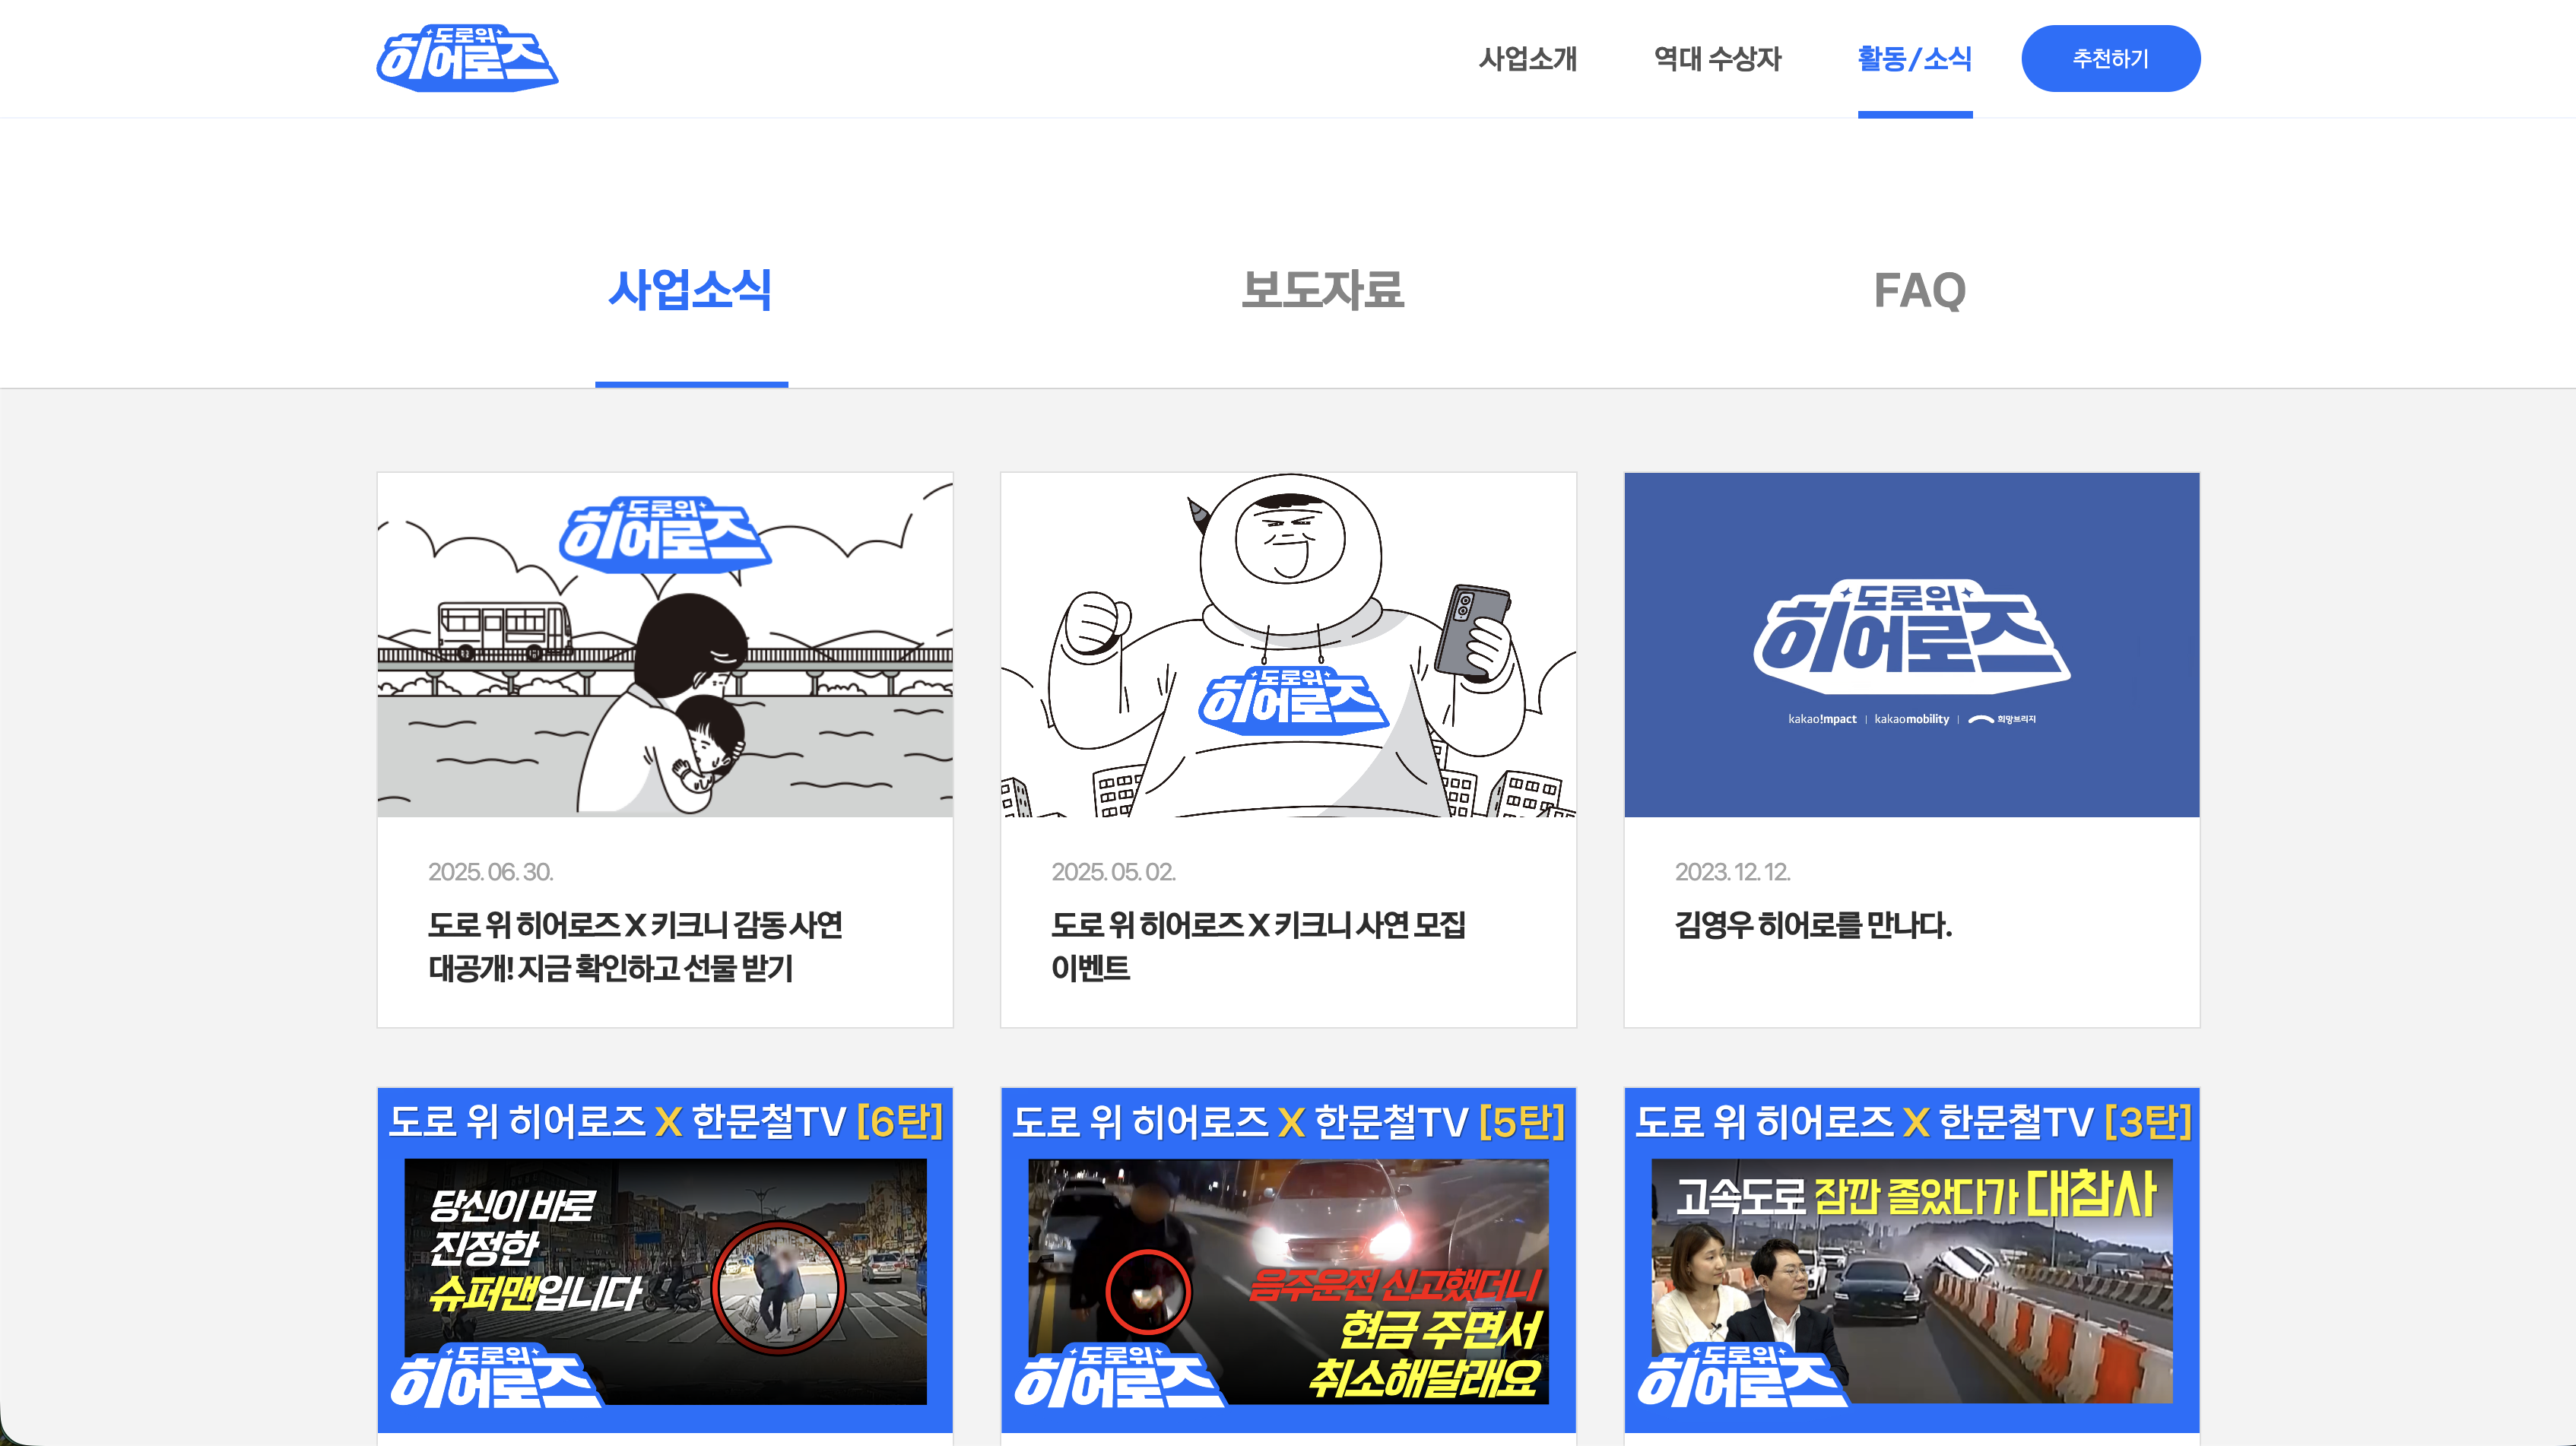 도로위
히어로즈
사업소개
역대 수상자
활동/소식
추천하기
사업소식
보도자료
FAQ
도로위
히어로즈
2025. 06. 30.
도로 위 히어로즈 X 키크니 감동 사연
대공개! 지금 확인하고 선물 받기
도로위
히어로즈
2025. 05. 02.
도로 위 히어로즈 X 키크니 사연 모집
이벤트
도로위
히어로즈
kakao!mpact | kakaomobility | 희망브리지
2023. 12. 12.
김영우 히어로를 만나다.
도로 위 히어로즈 X 한문철TV [6탄]
당신이 바로
진정한
슈퍼맨입니다
도로위
히어로즈
도로 위 히어로즈 X 한문철TV [5탄]
음주운전 신고했더니
현금 주면서
취소해달래요
도로위
히어로즈
도로 위 히어로즈 X 한문철TV [3탄]
고속도로 잠깐 졸았다가 대참사
도로위
히어로즈